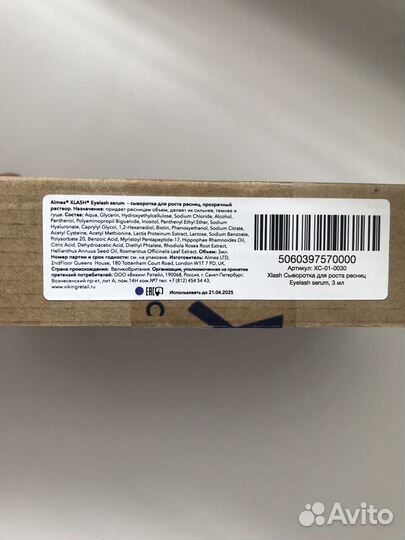 Almea® XLASH® Eyelash serum - сыворотка для роста ресниц, прозрачный
раствор. Назначение: придает ресницам объем, делает их сильнее, темнее и
гуще. Состав: Aqua, Glycerin, Hydroxyethylcellulose, Sodium Chloride, Alcohol,
Panthenol, Polyaminopropyl Biguanide, Inositol, Panthenyl Ethyl Ether, Sodium
Hyaluronate, Caprylyl Glycol, 1,2-Hexanediol, Biotin, Phenoxyethanol, Sodium Citrate,
Acetyl Cysteine, Acetyl Methionine, Lactis Proteinum Extract, Lactose, Sodium Benzoate,
Polysorbate 20, Benzoic Acid, Myristoyl Pentapeptide-17, Hippophae Rhamnoides Oil,
Citric Acid, Dehydroacetic Acid, Diethyl Phthalate, Rhodiola Rosea Root Extract,
Helianthus Annuus Seed Oil, Rosmarinus Officinalis Leaf Extract. Объем: 3мл.
Номер партии и срок годности: см. на упаковке. Изготовитель: Almea LTD,
2ndFloor Queens House, 180 Tottenham Court Road, London W1T 7 PD, UK.
Страна происхождения: Великобритания. Организация, уполномоченная на принятие
претензий потребителей: ООО «Викинг Ритейл», 190068, Россия, г. Санкт-Петербург,
Вознесенский пр-кт, лит А, пом.14Н ком.№7 тел. +7 (812) 454 54 43,
www.vikingretail.ru
EAC
Использовать до 21.04.2025
5060397570000
Артикул: XC-01-0030
Xlash Сыворотка для роста ресниц
Eyelash serum, 3 мл
Avito